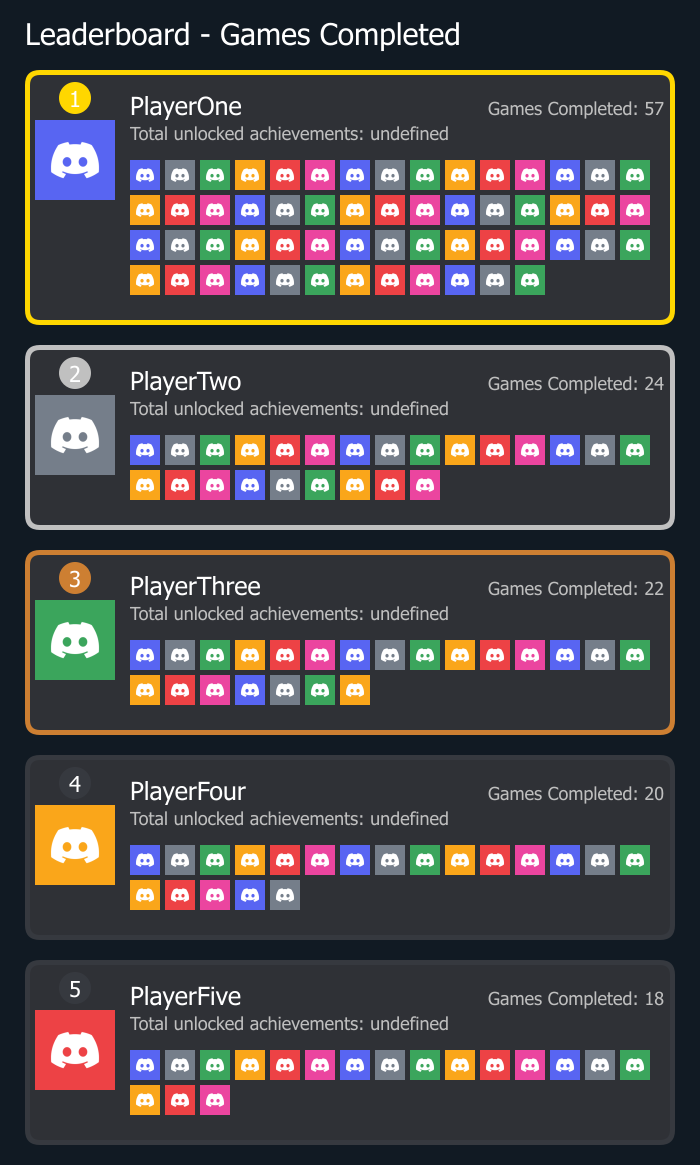 Leaderboard - Games Completed
1
PlayerOne
Games Completed: 57
Total unlocked achievements: undefined
2
PlayerTwo
Games Completed: 24
Total unlocked achievements: undefined
3
PlayerThree
Games Completed: 22
Total unlocked achievements: undefined
4
PlayerFour
Games Completed: 20
Total unlocked achievements: undefined
5
PlayerFive
Games Completed: 18
Total unlocked achievements: undefined